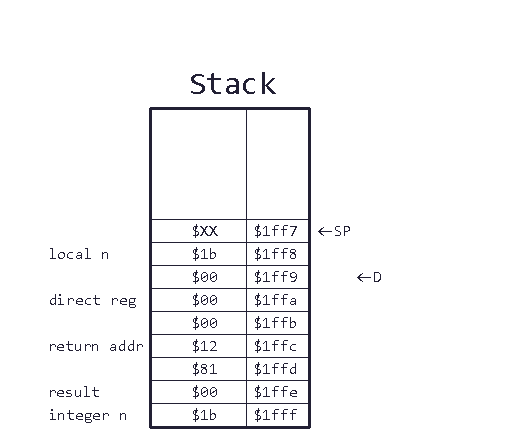 Stack
$XX $1ff7 ←SP
local n $1b $1ff8
$00 $1ff9 ←D
direct reg $00 $1ffa
$00 $1ffb
return addr $12 $1ffc
$81 $1ffd
result $00 $1ffe
integer n $1b $1fff